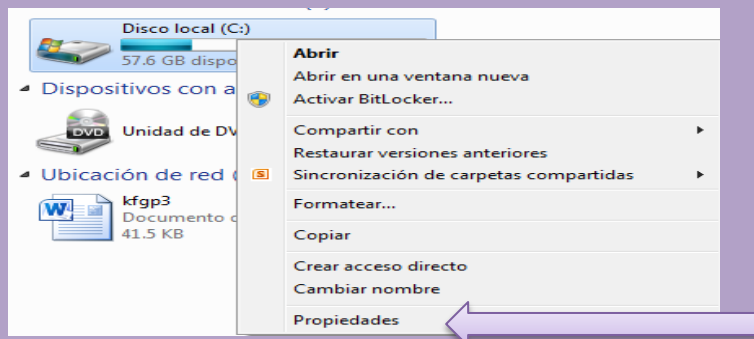 Disco local (C:)
57.6 GB dispo
Dispositivos con a
DVD
Unidad de DV
Ubicación de red (
W
kfgp3
Documento
41.5 KB
Abrir
Abrir en una ventana nueva
Activar BitLocker...
Compartir con
Restaurar versiones anteriores
S Sincronización de carpetas compartidas
Formatear...
Copiar
Crear acceso directo
Cambiar nombre
Propiedades